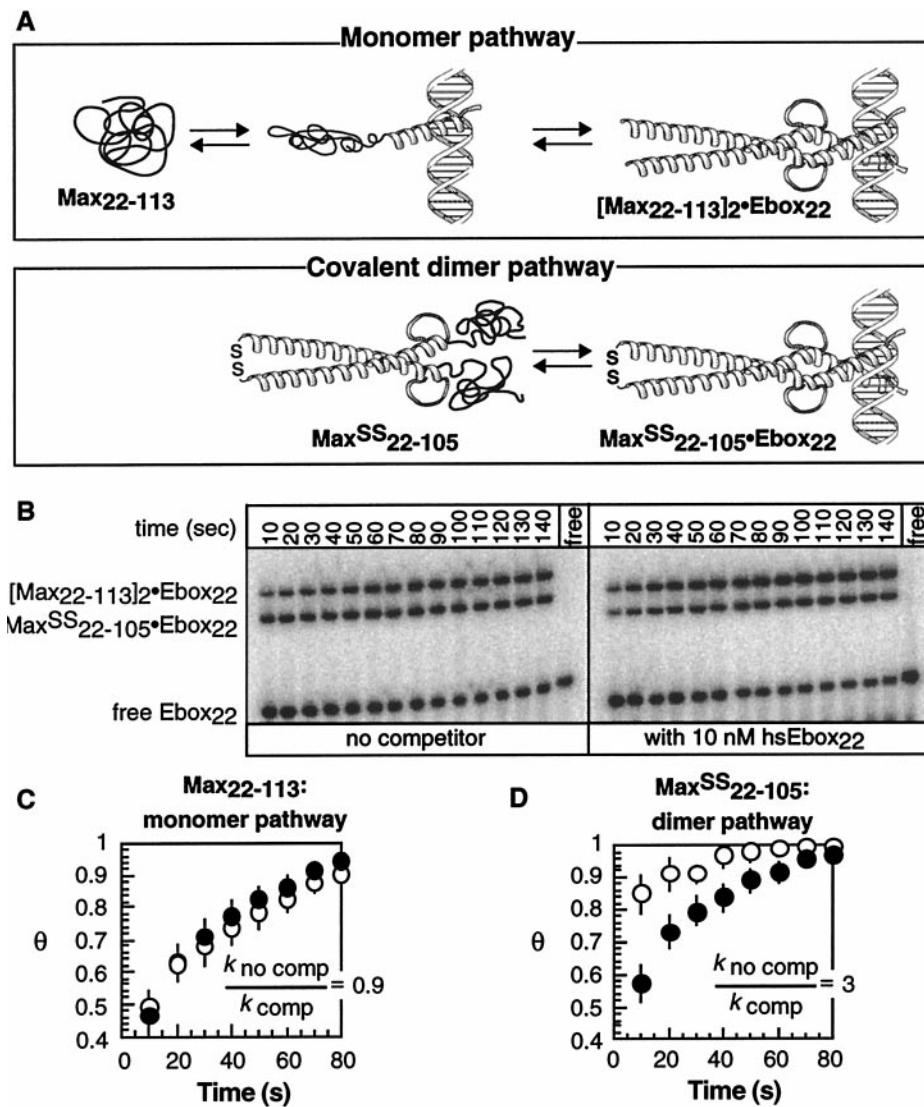 A
Monomer pathway
Max22-113
[Max22-113]2•Ebox22
Covalent dimer pathway
S
S
MaxSS22-105
S
S
MaxSS22-105•Ebox22
B
time (sec)
10 20 30 40 50 60 70 80 90 100 110 120 130 140 free
10 20 30 40 50 60 70 80 90 100 110 120 130 140 free
[Max22-113]2•Ebox22
MaxSS22-105•Ebox22
free Ebox22
no competitor
with 10 nM hsEbox22
C
Max22-113:
monomer pathway
1
0.9
0.8
0.7
0.6
0.5
0.4
θ
k no comp
k comp
= 0.9
0 20 40 60 80
Time (s)
D
MaxSS22-105:
dimer pathway
1
0.9
0.8
0.7
0.6
0.5
0.4
θ
k no comp
k comp
= 3
0 20 40 60 80
Time (s)